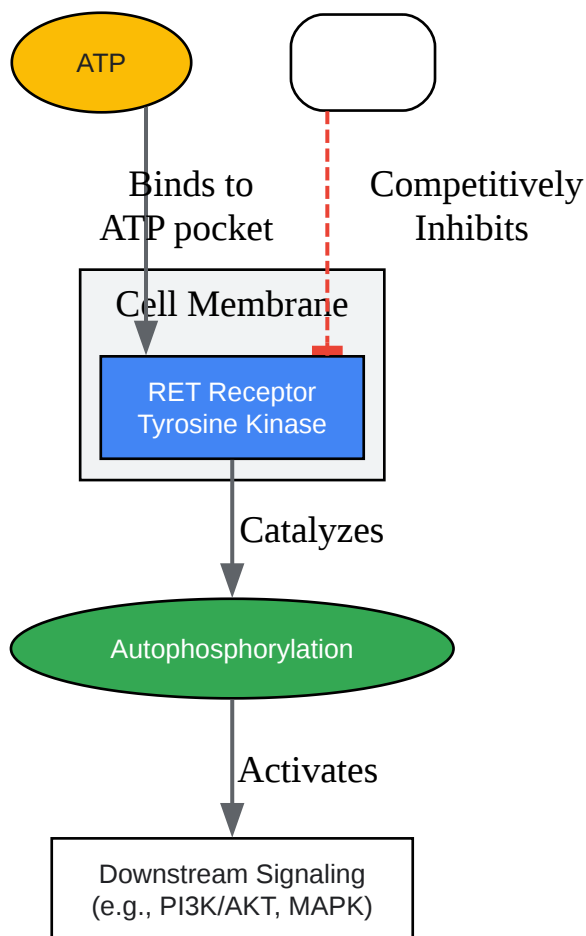 ATP
Binds to
ATP pocket
Competitively
Inhibits
Cell Membrane
RET Receptor
Tyrosine Kinase
Catalyzes
Autophosphorylation
Activates
Downstream Signaling
(e.g., PI3K/AKT, MAPK)